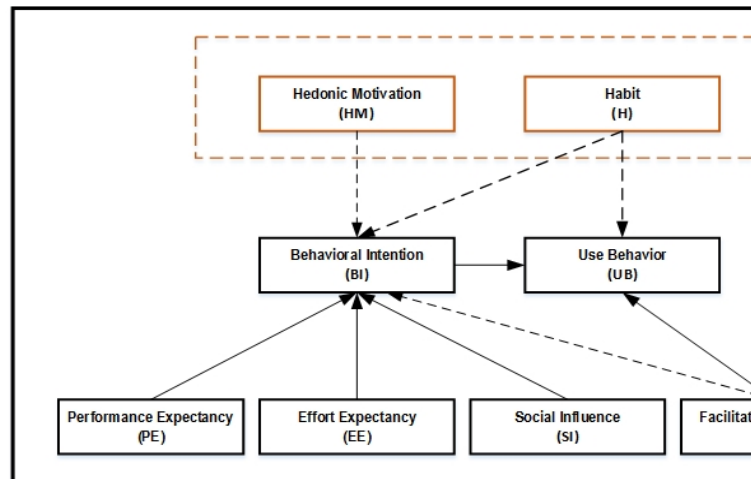 Hedonic Motivation
(HM)
Habit
(H)
Behavioral Intention
(BI)
Use Behavior
(UB)
Performance Expectancy
(PE)
Effort Expectancy
(EE)
Social Influence
(SI)